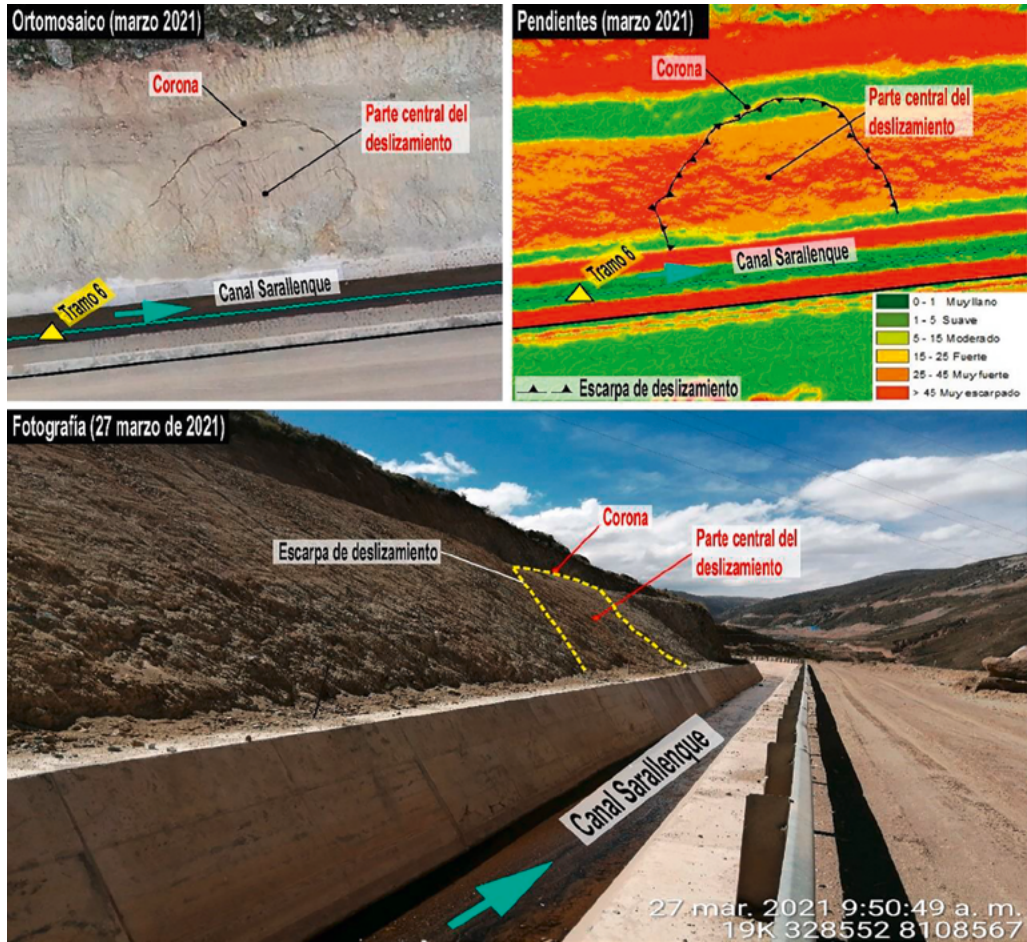 Ortomosaico (marzo 2021)
Corona
Parte central del
deslizamiento
Tramo 6
Canal Sarallenque
Pendientes (marzo 2021)
Corona
Parte central del
deslizamiento
Tramo 6
Canal Sarallenque
Escarpa de deslizamiento
0 - 1 Muy llano
1 - 5 Suave
5 - 15 Moderado
15 - 25 Fuerte
25 - 45 Muy fuerte
> 45 Muy escarpado
Fotografía (27 marzo de 2021)
Corona
Escarpa de deslizamiento
Parte central del
deslizamiento
Canal Sarallenque
27 mar. 2021 9:50:49 a. m.
19K 328552 8108567